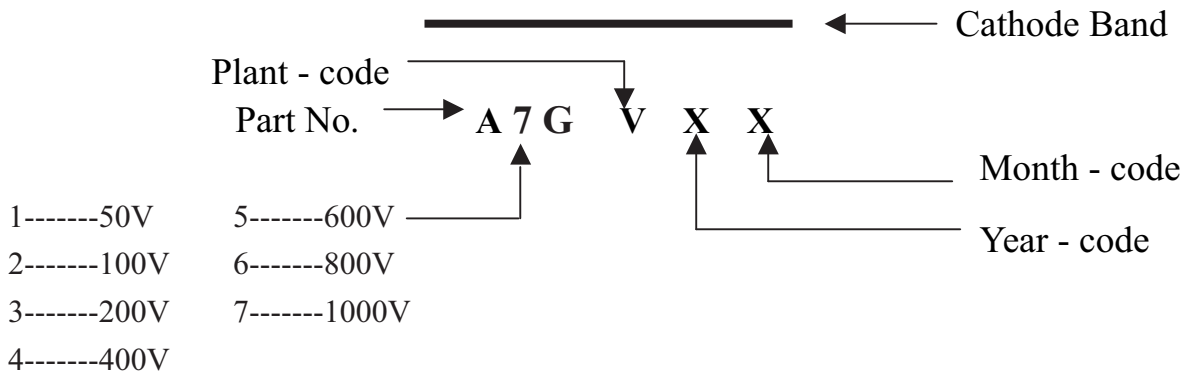 Cathode Band
Plant - code
Part No.
A 7 G V X X
Month - code
Year - code
1-------50V 5-------600V
2-------100V 6-------800V
3-------200V 7-------1000V
4-------400V